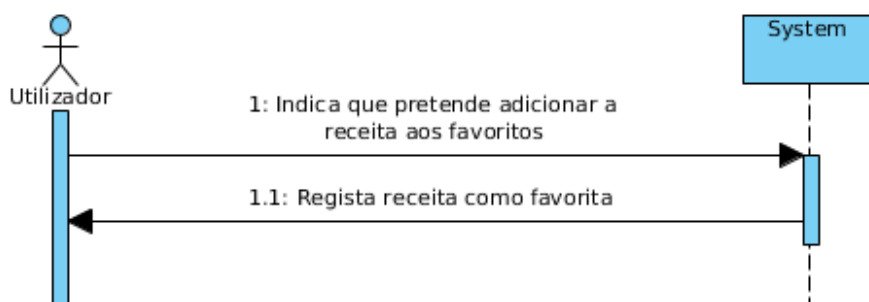 System
Utilizador
1: Indica que pretende adicionar a
receita aos favoritos
1.1: Regista receita como favorita